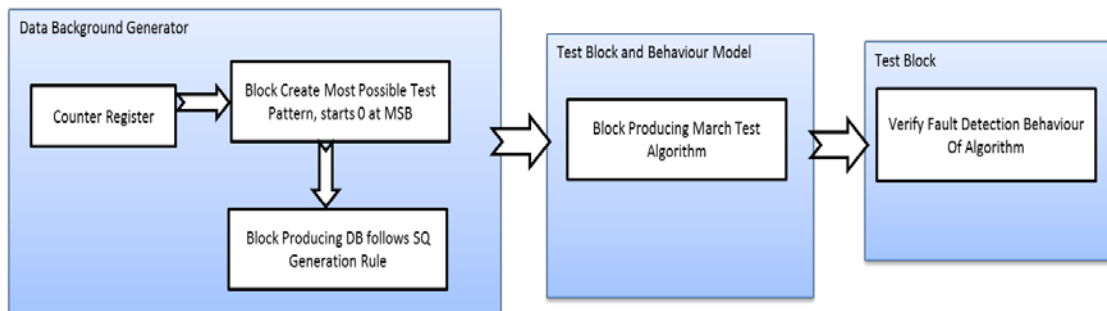 Data Background Generator
Counter Register
Block Create Most Possible Test
Pattern, starts 0 at MSB
Block Producing DB follows SQ
Generation Rule
Test Block and Behaviour Model
Block Producing March Test
Algorithm
Test Block
Verify Fault Detection Behaviour
Of Algorithm